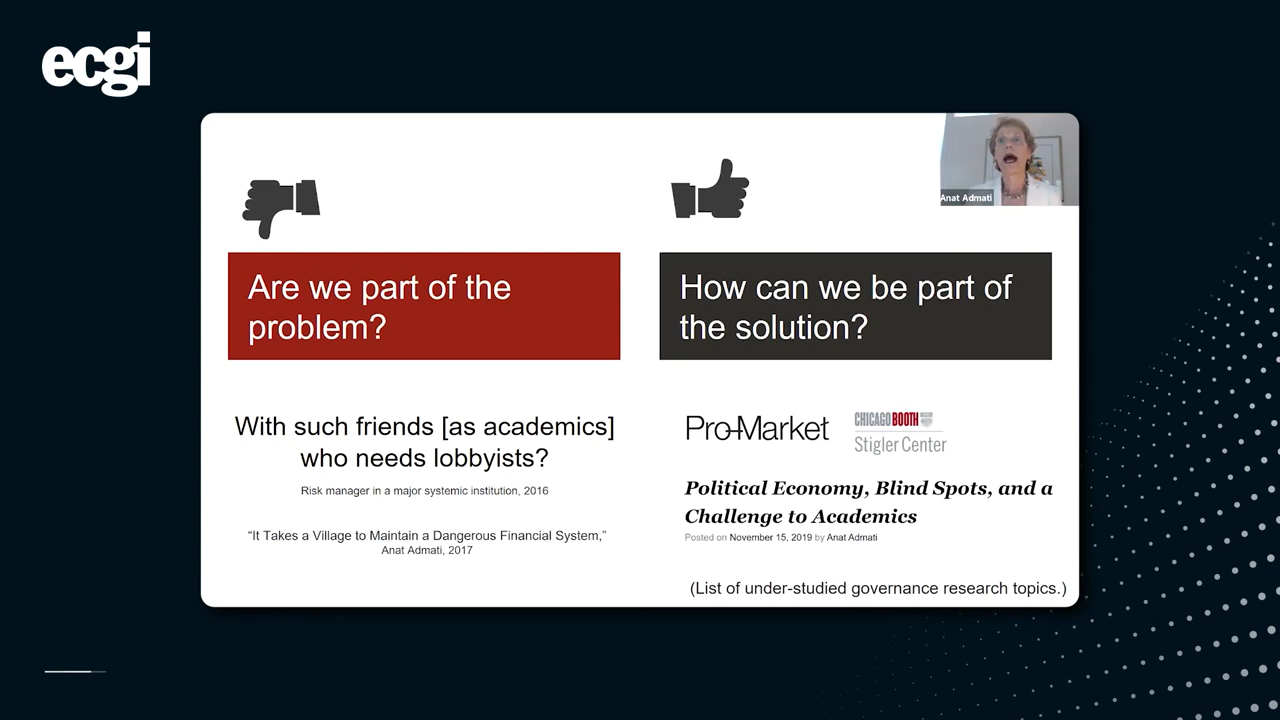 ecgi
Anat Admati
Are we part of the
problem?
With such friends [as academics]
who needs lobbyists?
Risk manager in a major systemic institution, 2016
“It Takes a Village to Maintain a Dangerous Financial System,”
Anat Admati, 2017
How can we be part of
the solution?
Pro-Market
CHICAGO BOOTH
Stigler Center
Political Economy, Blind Spots, and a
Challenge to Academics
Posted on November 15, 2019 by Anat Admati
(List of under-studied governance research topics.)